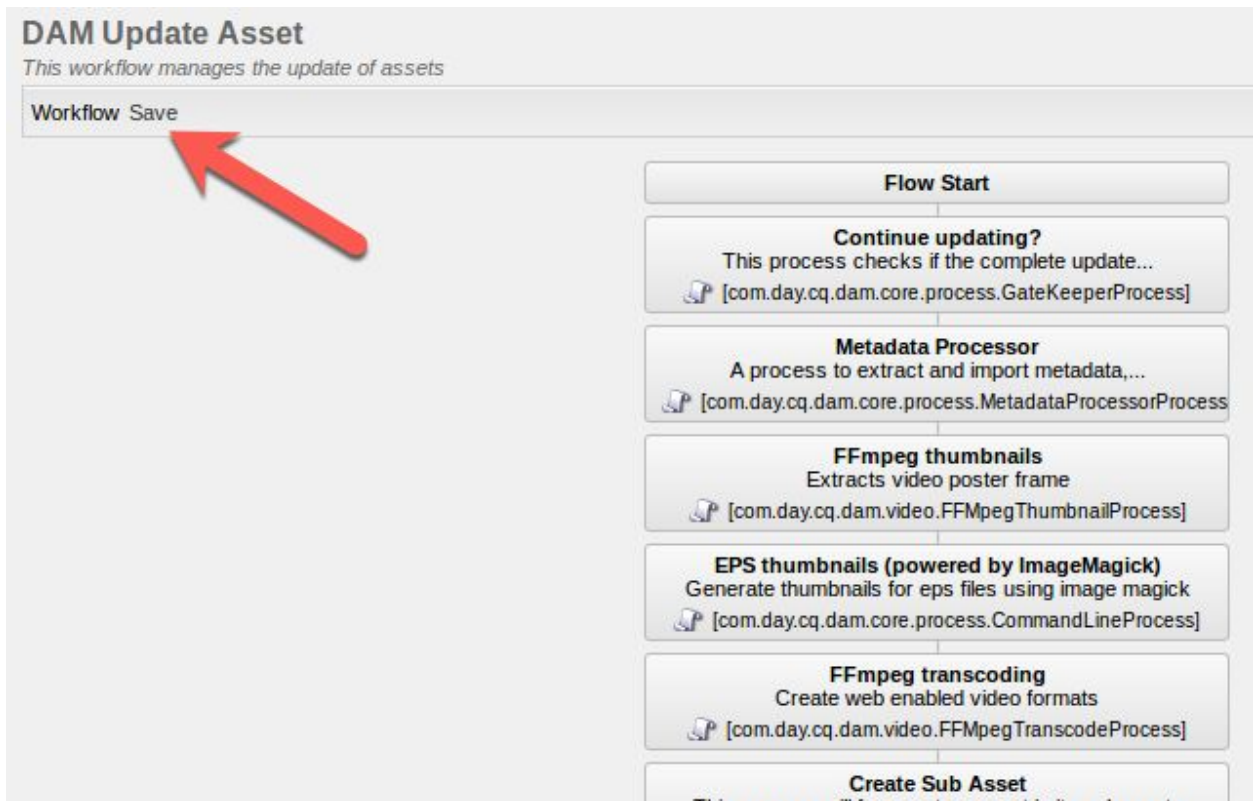 DAM Update Asset
This workflow manages the update of assets
Workflow Save
Flow Start
Continue updating?
This process checks if the complete update...
[com.day.cq.dam.core.process.GateKeeperProcess]
Metadata Processor
A process to extract and import metadata,...
[com.day.cq.dam.core.process.MetadataProcessorProcess
FFmpeg thumbnails
Extracts video poster frame
[com.day.cq.dam.video.FFMpegThumbnailProcess]
EPS thumbnails (powered by ImageMagick)
Generate thumbnails for eps files using image magick
[com.day.cq.dam.core.process.CommandLineProcess]
FFmpeg transcoding
Create web enabled video formats
[com.day.cq.dam.video.FFMpegTranscodeProcess]
Create Sub Asset